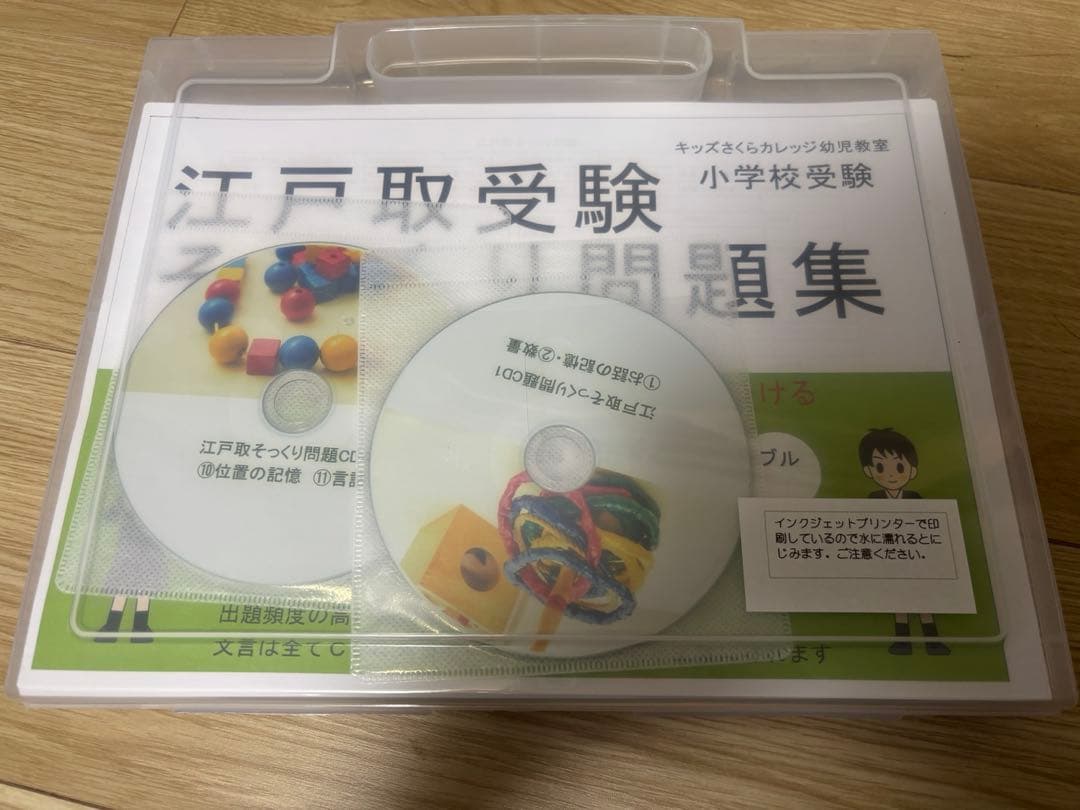 キッズさくらカレッジ幼児教室
小学校受験
江戸取受験
そっくり問題集
ける
ブル
江戸取そっくり問題CD
⑩位置の記憶 ⑪言
江戸取そっくり問題CD1
①お話の記憶・②数量
インクジェットプリンターで印
刷しているので水に濡れるとに
じみます。ご注意ください。
出題頻度の高
文言は全てC
ます